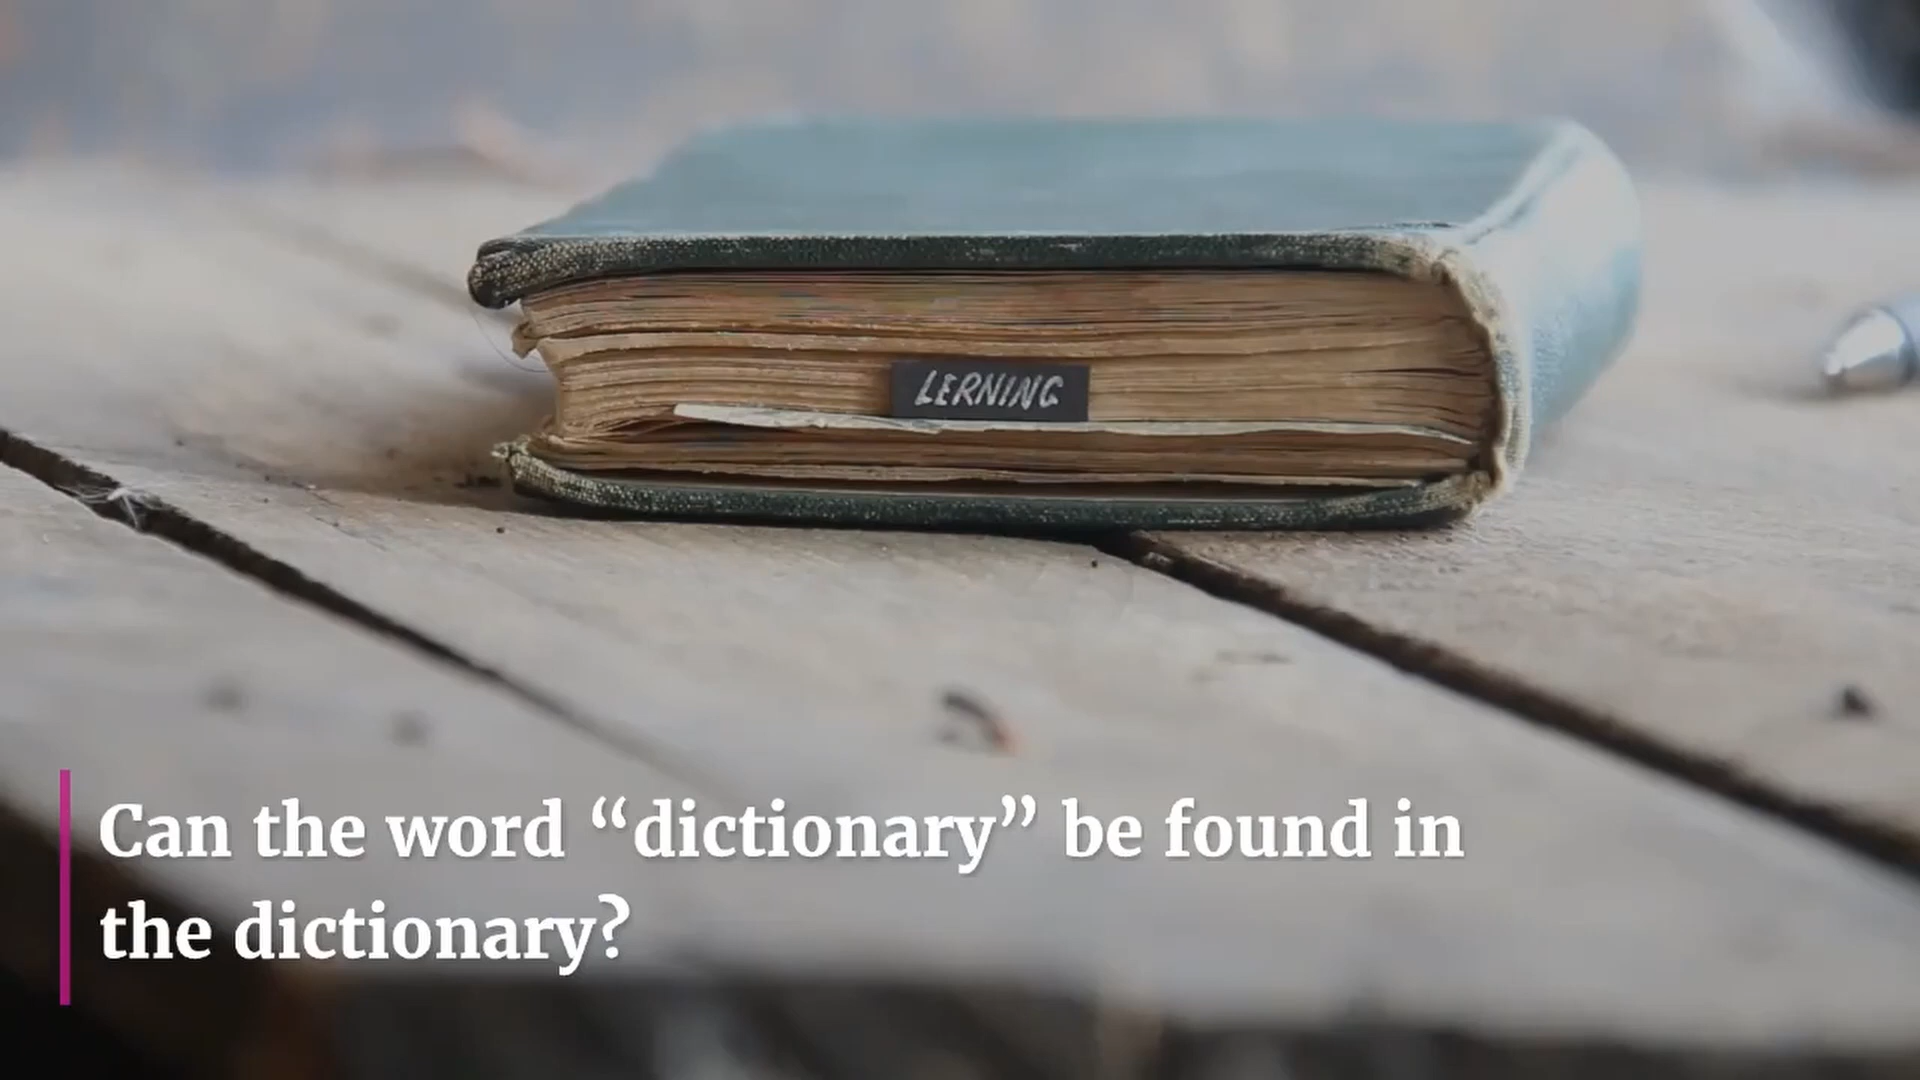 LERNING
Can the word “dictionary” be found in
the dictionary?